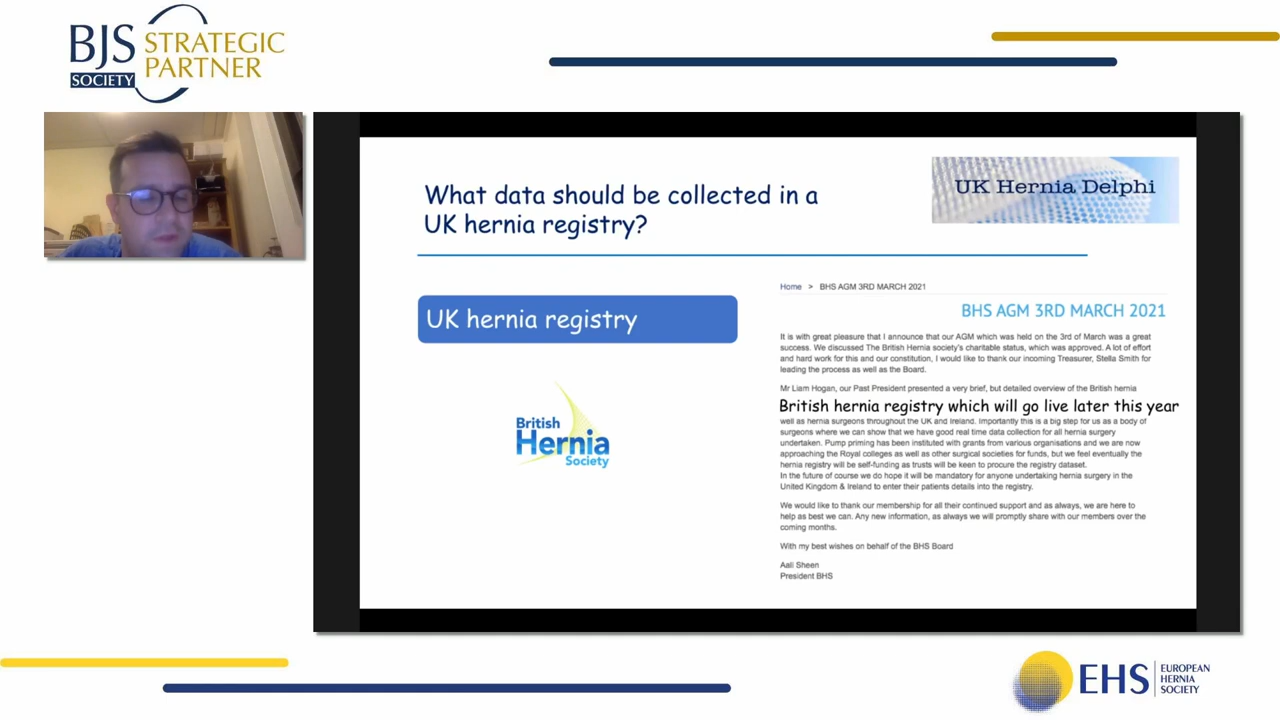 BJS STRATEGIC
SOCIETY PARTNER
What data should be collected in a
UK hernia registry?
UK Hernia Delphi
UK hernia registry
British
Hernia
Society
Home > BHS AGM 3RD MARCH 2021
BHS AGM 3RD MARCH 2021
It is with great pleasure that I announce that our AGM which was held on the 3rd of March was a great
success. We discussed The British Hernia society's charitable status, which was approved. A lot of effort
and hard work for this and our constitution, I would like to thank our incoming Treasurer, Stella Smith for
leading the process as well as the Board.
Mr Liam Hogan, our Past President presented a very brief, but detailed overview of the British hernia
British hernia registry which will go live later this year
well as hernia surgeons throughout the UK and Ireland. Importantly this is a big step for us as a body of
surgeons where we can show that we have good real time data collection for all hernia surgery
undertaken. Pump priming has been instituted with grants from various organisations and we are now
approaching the Royal colleges as well as other surgical societies for funds, but we feel eventually the
hernia registry will be self-funding as trusts will be keen to procure the registry dataset.
In the future of course we do hope it will be mandatory for anyone undertaking hernia surgery in the
United Kingdom & Ireland to enter their patients details into the registry.
We would like to thank our membership for all their continued support and as always, we are here to
help as best we can. Any new information, as always we will promptly share with our members over the
coming months.
With my best wishes on behalf of the BHS Board
Aali Sheen
President BHS
EHS EUROPEAN
HERNIA
SOCIETY